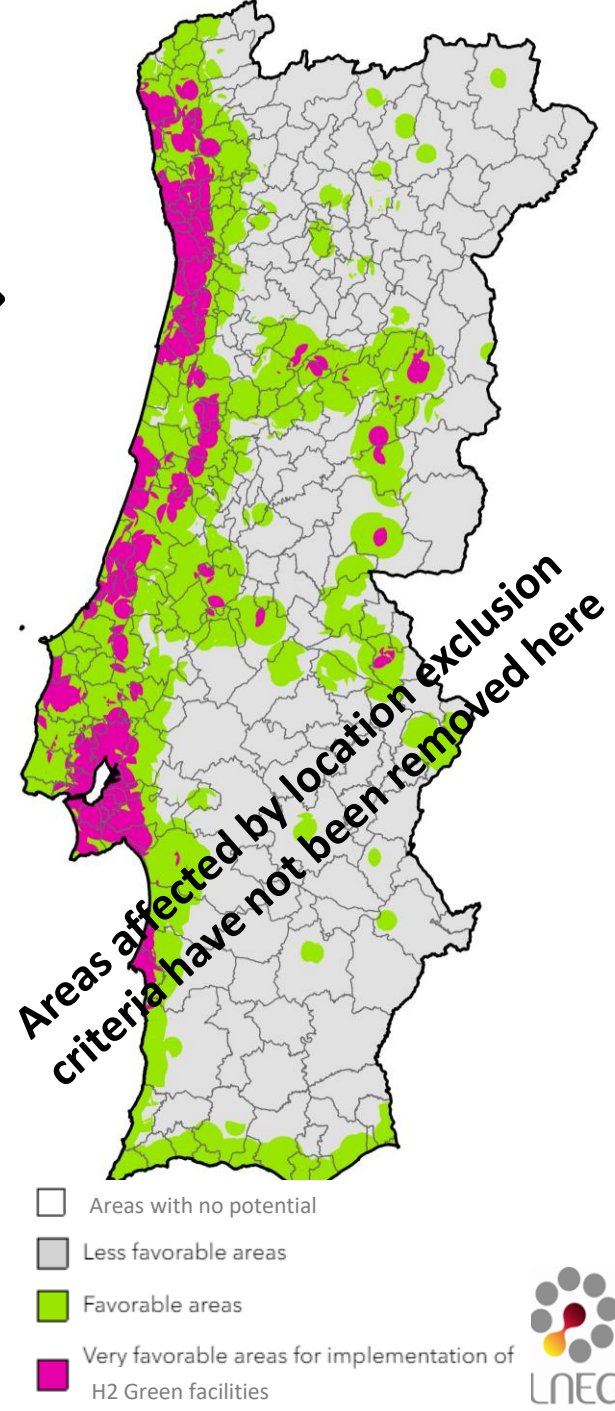 Areas affected by location exclusion
criteria have not been removed here
Areas with no potential
Less favorable areas
Favorable areas
Very favorable areas for implementation of
H2 Green facilities
LNEG